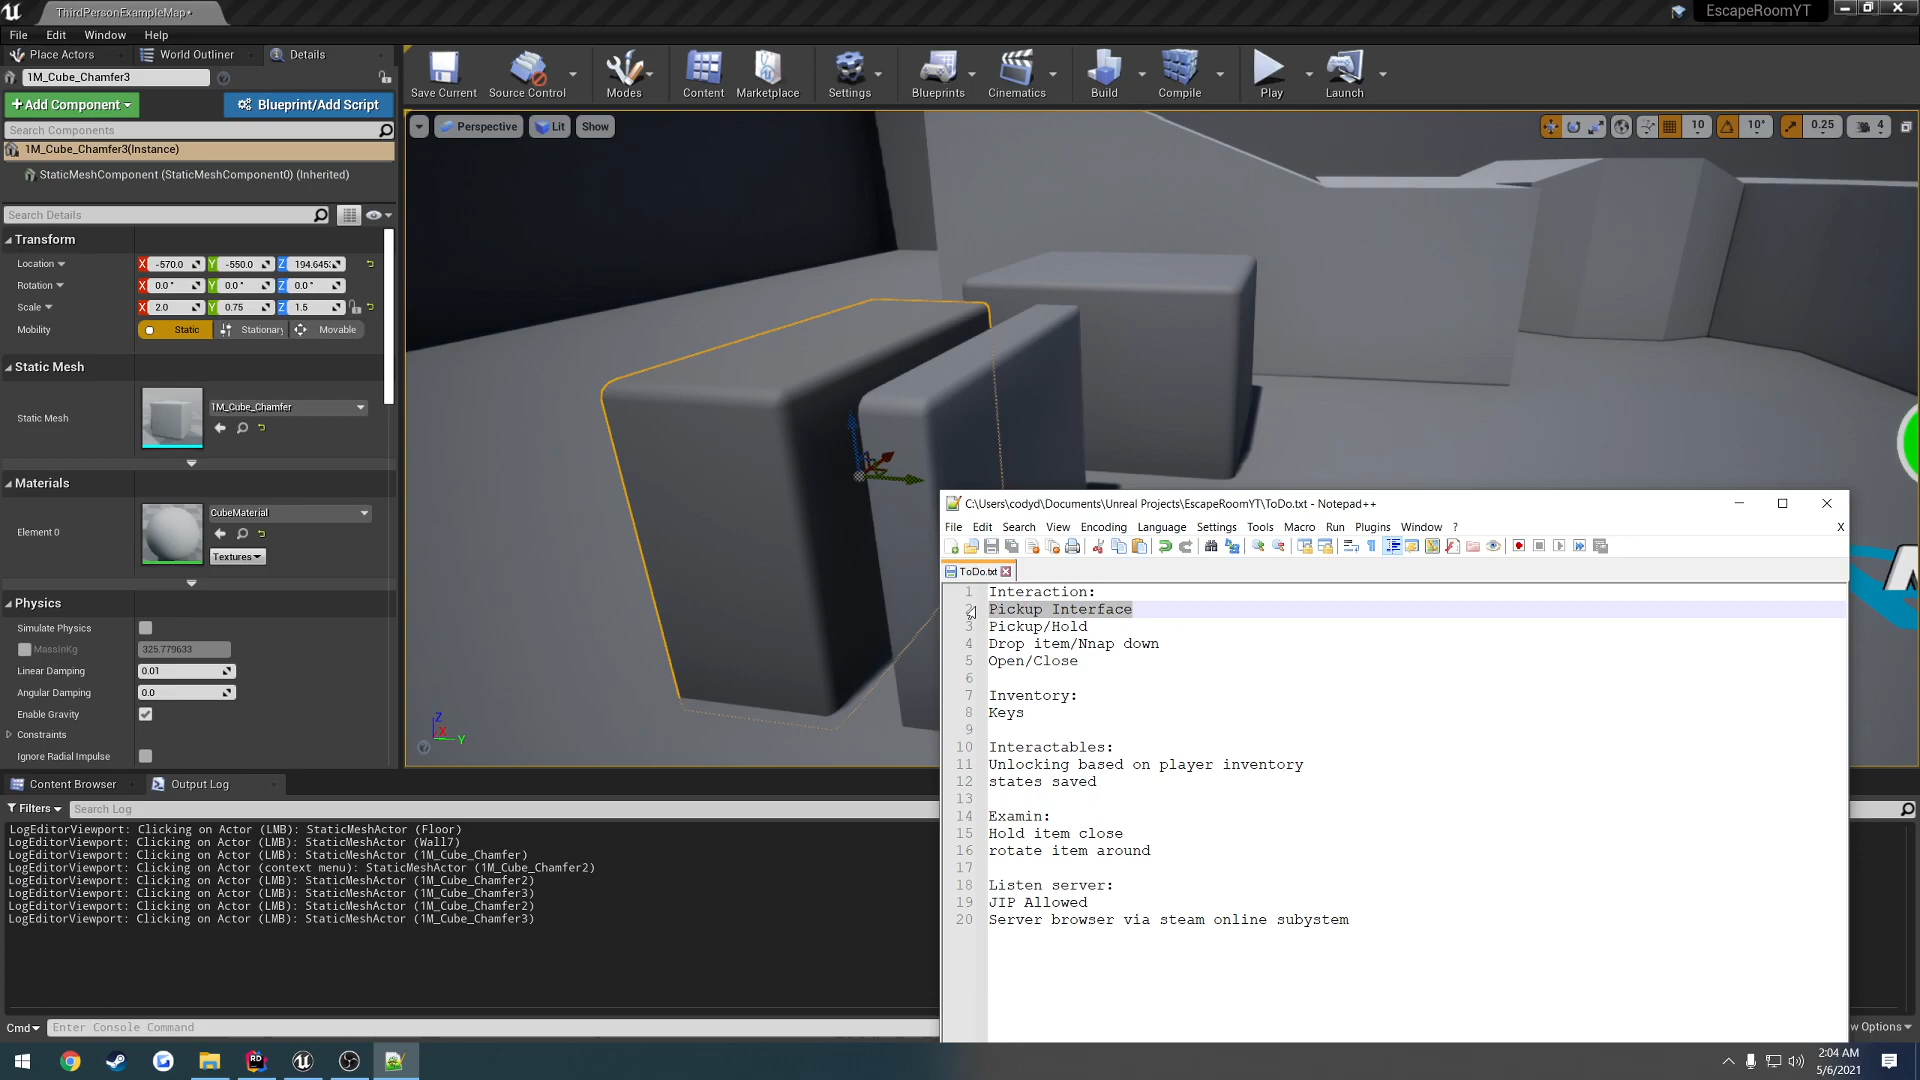 ThirdPersonExampleMap*
EscapeRoomYT
File Edit Window Help
Place Actors World Outliner Details
1M_Cube_Chamfer3
+Add Component Blueprint/Add Script
Search Components
1M_Cube_Chamfer3(Instance)
StaticMeshComponent (StaticMeshComponent0) (Inherited)
Search Details
Transform
Location X -570.0 Y -550.0 Z 194.645
Rotation X 0.0° Y 0.0° Z 0.0°
Scale X 2.0 Y 0.75 Z 1.5
Mobility Static Stationary Movable
Static Mesh
Static Mesh 1M_Cube_Chamfer
Materials
Element 0 CubeMaterial
Textures
Physics
Simulate Physics
MassInKg 325.779633
Linear Damping 0.01
Angular Damping 0.0
Enable Gravity
Constraints
Ignore Radial Impulse
Save Current Source Control Modes Content Marketplace Settings Blueprints Cinematics Build Compile Play Launch
Perspective Lit Show
10 10° 0.25 4
Z X Y
Content Browser Output Log
Filters Search Log
LogEditorViewport: Clicking on Actor (LMB): StaticMeshActor (Floor)
LogEditorViewport: Clicking on Actor (LMB): StaticMeshActor (Wall7)
LogEditorViewport: Clicking on Actor (LMB): StaticMeshActor (1M_Cube_Chamfer)
LogEditorViewport: Clicking on Actor (context menu): StaticMeshActor (1M_Cube_Chamfer2)
LogEditorViewport: Clicking on Actor (LMB): StaticMeshActor (1M_Cube_Chamfer2)
LogEditorViewport: Clicking on Actor (LMB): StaticMeshActor (1M_Cube_Chamfer3)
LogEditorViewport: Clicking on Actor (LMB): StaticMeshActor (1M_Cube_Chamfer2)
LogEditorViewport: Clicking on Actor (LMB): StaticMeshActor (1M_Cube_Chamfer3)
Cmd Enter Console Command
C:\Users\codyd\Documents\Unreal Projects\EscapeRoomYT\ToDo.txt - Notepad++
File Edit Search View Encoding Language Settings Tools Macro Run Plugins Window ? X
ToDo.txt
1 Interaction:
2 Pickup Interface
3 Pickup/Hold
4 Drop item/Nnap down
5 Open/Close
6
7 Inventory:
8 Keys
9
10 Interactables:
11 Unlocking based on player inventory
12 states saved
13
14 Examin:
15 Hold item close
16 rotate item around
17
18 Listen server:
19 JIP Allowed
20 Server browser via steam online subystem
w Options
2:04 AM
5/6/2021